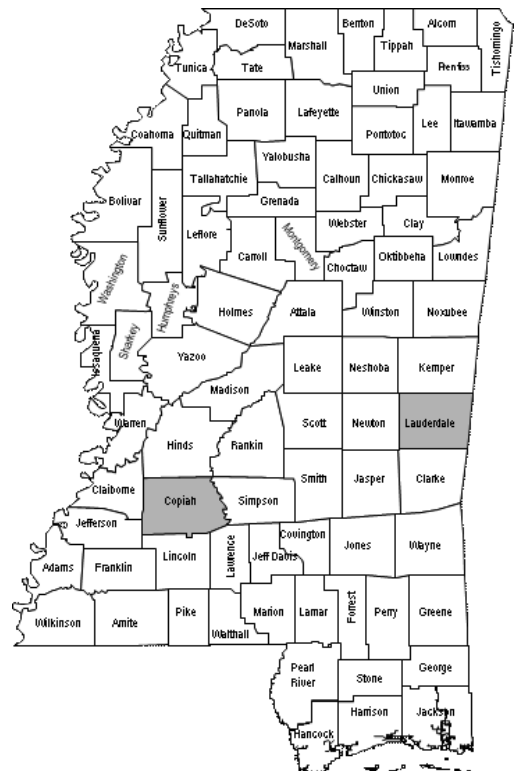 DeSoto
Marshall
Benton
Tippah
Alcorn
Tishomingo
Tunica
Tate
Prentiss
Union
Panola
Lafeyette
Coahoma
Quitman
Pontotoc
Lee
Itawamba
Yalobusha
Tallahatchie
Calhoun
Chickasaw
Monroe
Bolivar
Sunflower
Grenada
Leflore
Webster
Clay
Montgomery
Carroll
Choctaw
Oktibbeha
Lowndes
Washington
Humphreys
Holmes
Attala
Winston
Noxubee
Issaquena
Sharkey
Yazoo
Leake
Neshoba
Kemper
Madison
Warren
Hinds
Rankin
Scott
Newton
Lauderdale
Claiborne
Copiah
Simpson
Smith
Jasper
Clarke
Jefferson
Covington
Lincoln
Lawrence
Jeff Davis
Jones
Wayne
Adams
Franklin
Wilkinson
Amite
Pike
Walthall
Marion
Lamar
Forrest
Perry
Greene
Pearl
River
Stone
George
Hancock
Harrison
Jackson